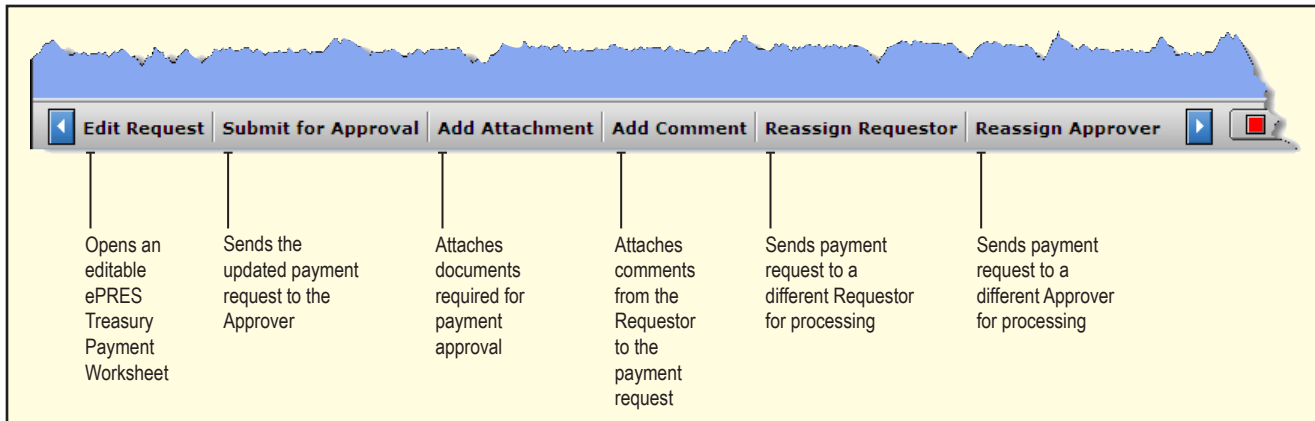 Edit Request Submit for Approval Add Attachment Add Comment Reassign Requestor Reassign Approver
Opens an
editable
ePRES
Treasury
Payment
Worksheet
Sends the
updated payment
request to the
Approver
Attaches
documents
required for
payment
approval
Attaches
comments
from the
Requestor
to the
payment
request
Sends payment
request to a
different Requestor
for processing
Sends payment
request to a
different Approver
for processing